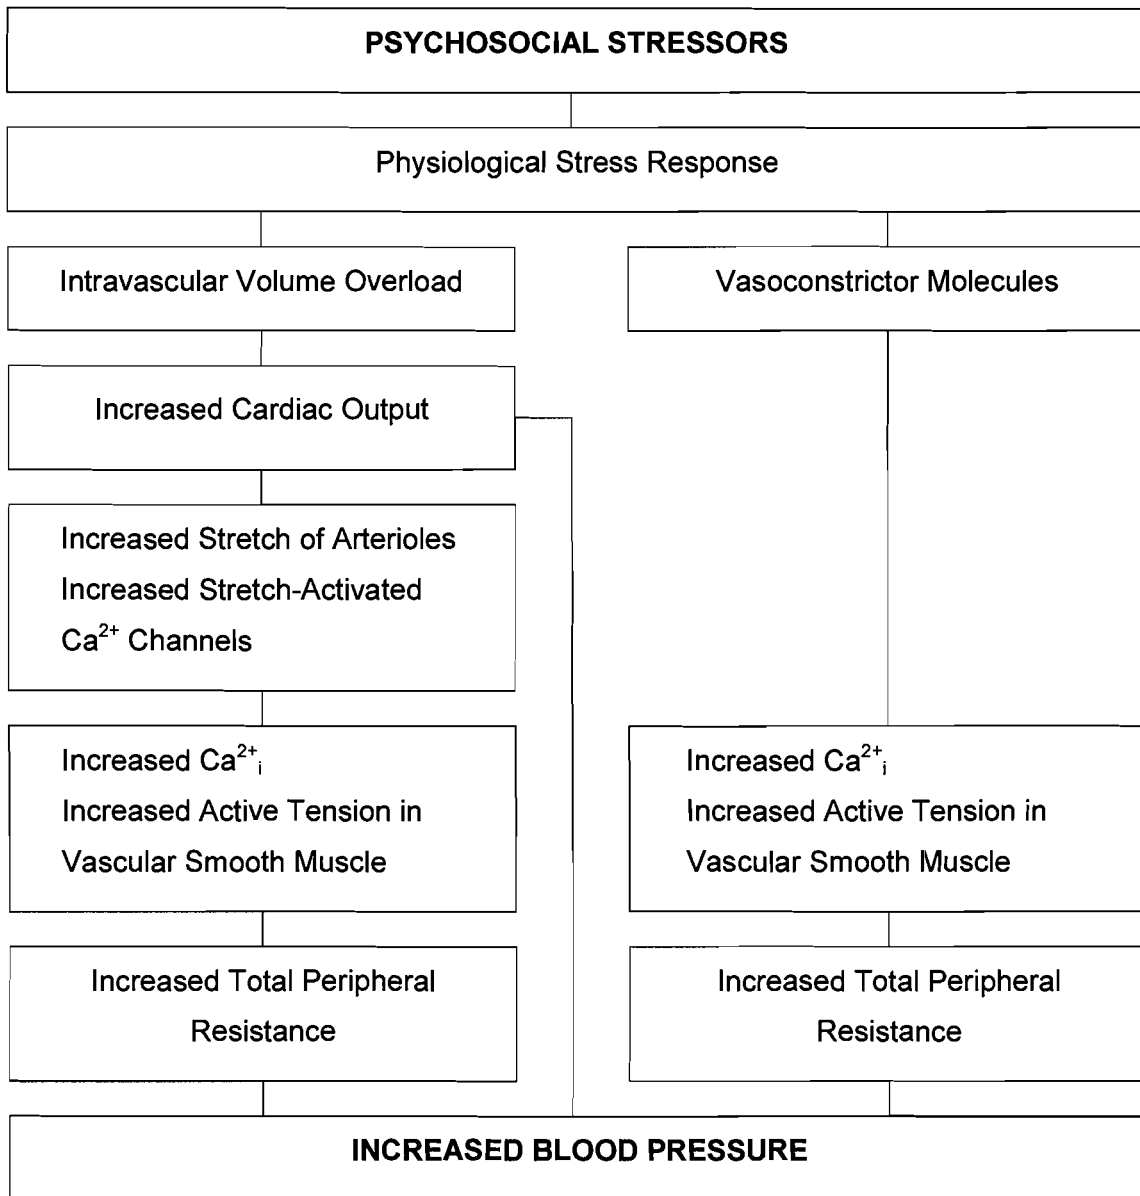 PSYCHOSOCIAL STRESSORS
Physiological Stress Response
Intravascular Volume Overload
Vasoconstrictor Molecules
Increased Cardiac Output
Increased Stretch of Arterioles
Increased Stretch-Activated
Ca²⁺ Channels
Increased Ca²⁺ᵢ
Increased Active Tension in
Vascular Smooth Muscle
Increased Ca²⁺ᵢ
Increased Active Tension in
Vascular Smooth Muscle
Increased Total Peripheral
Resistance
Increased Total Peripheral
Resistance
INCREASED BLOOD PRESSURE